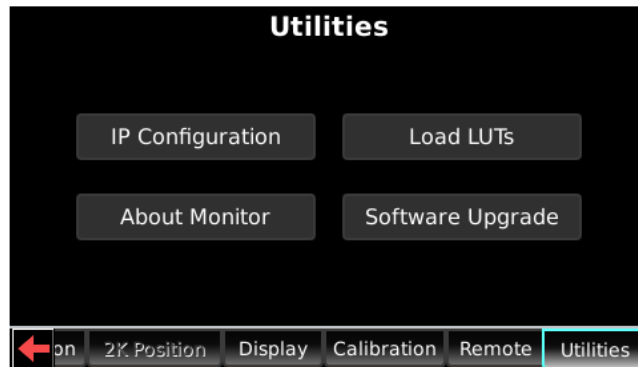 Utilities
IP Configuration Load LUTs
About Monitor Software Upgrade
on 2K Position Display Calibration Remote Utilities